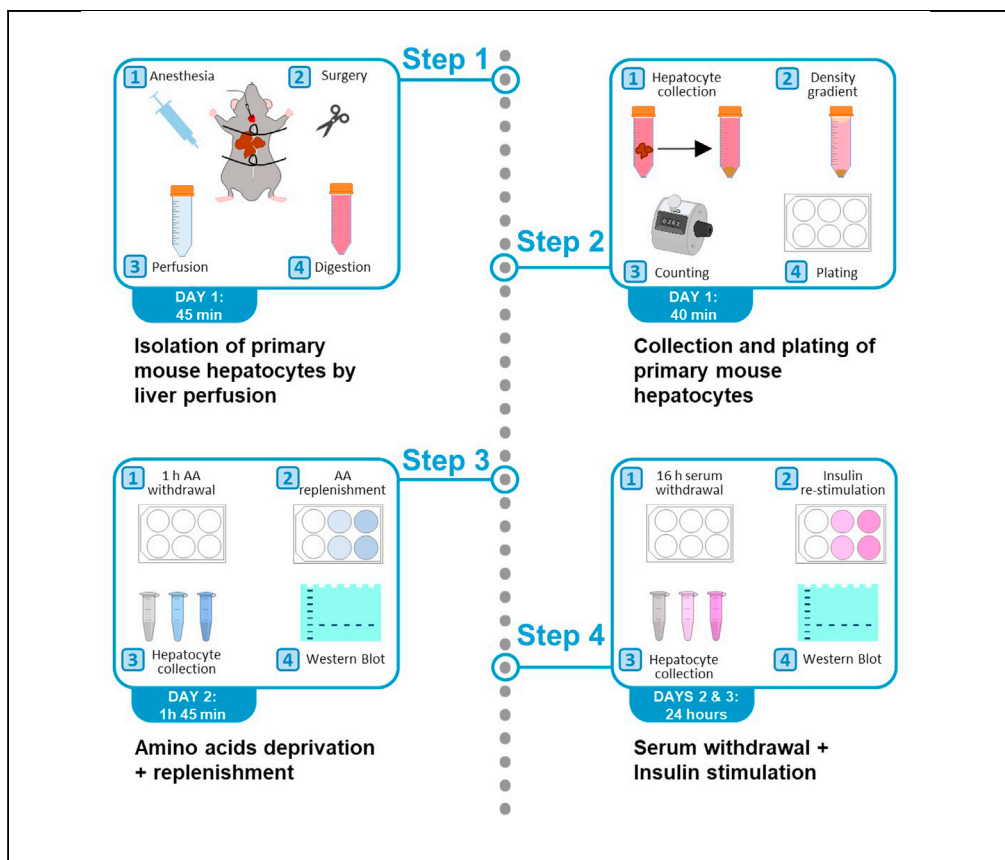 Step 1
1 Anesthesia
2 Surgery
3 Perfusion
4 Digestion
DAY 1:
45 min
Isolation of primary
mouse hepatocytes by
liver perfusion
Step 2
1 Hepatocyte
collection
2 Density
gradient
0262
3 Counting
4 Plating
DAY 1:
40 min
Collection and plating of
primary mouse
hepatocytes
Step 3
1 1 h AA
withdrawal
2 AA
replenishment
3 Hepatocyte
collection
4 Western Blot
DAY 2:
1h 45 min
Amino acids deprivation
+ replenishment
Step 4
1 16 h serum
withdrawal
2 Insulin
re-stimulation
3 Hepatocyte
collection
4 Western Blot
DAYS 2 & 3:
24 hours
Serum withdrawal +
Insulin stimulation